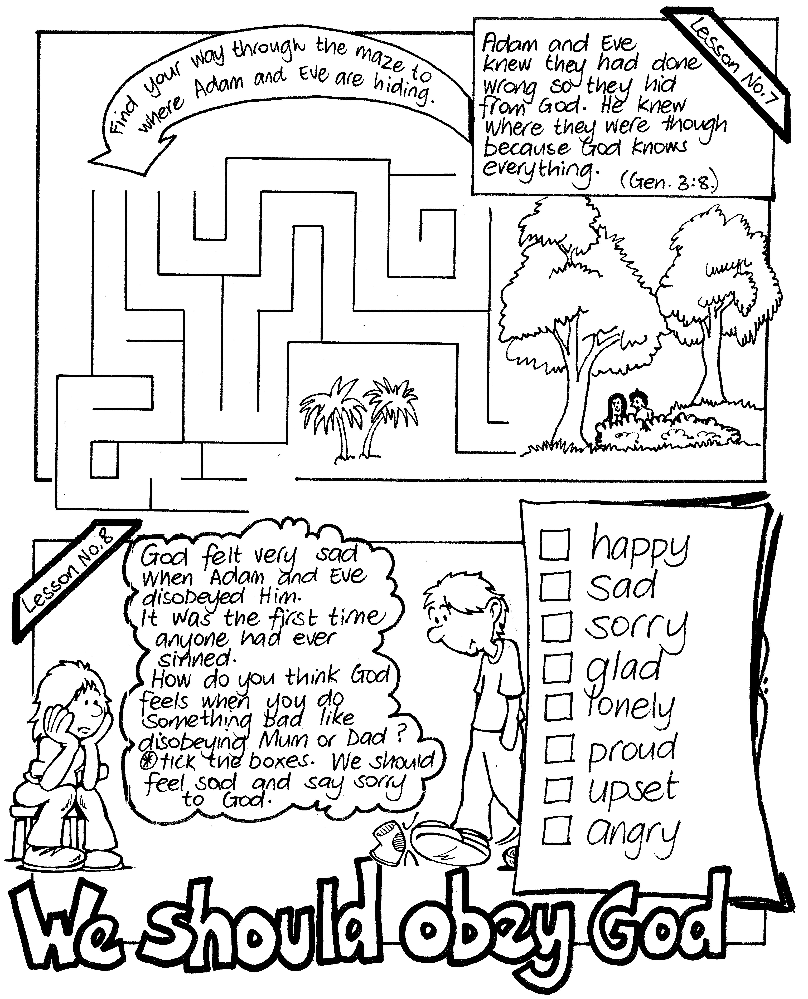 Find your way through the maze to
where Adam and Eve are hiding.
Lesson No.7
Adam and Eve
knew they had done
wrong so they hid
from God. He knew
where they were though
because God knows
everything.
(Gen. 3:8.)
Lesson No.8
God felt very sad
when Adam and Eve
disobeyed Him.
It was the first time
anyone had ever
sinned.
How do you think God
feels when you do
something bad like
disobeying Mum or Dad?
* tick the boxes. We should
feel sad and say sorry
to God.
happy
sad
sorry
glad
lonely
proud
upset
angry
We should obey God